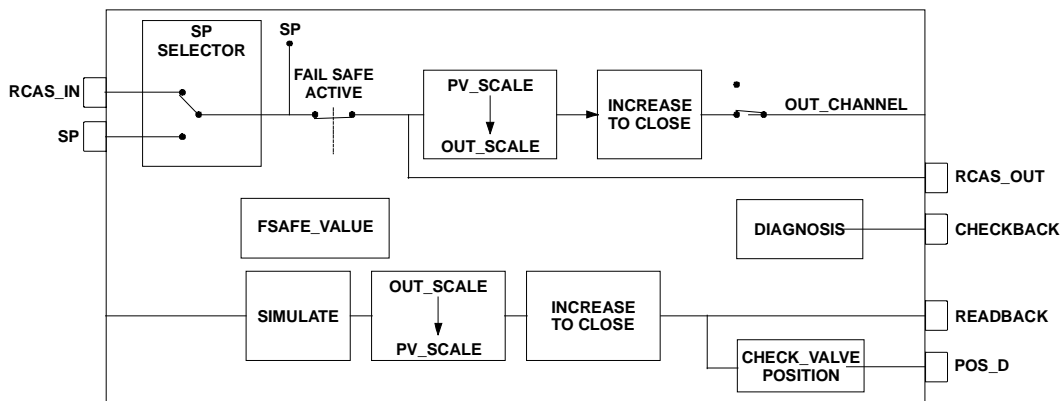 SP
SELECTOR
SP
RCAS_IN
SP
FAIL SAFE
ACTIVE
PV_SCALE
OUT_SCALE
INCREASE
TO CLOSE
OUT_CHANNEL
RCAS_OUT
FSAFE_VALUE
DIAGNOSIS
CHECKBACK
SIMULATE
OUT_SCALE
PV_SCALE
INCREASE
TO CLOSE
READBACK
CHECK_VALVE
POSITION
POS_D